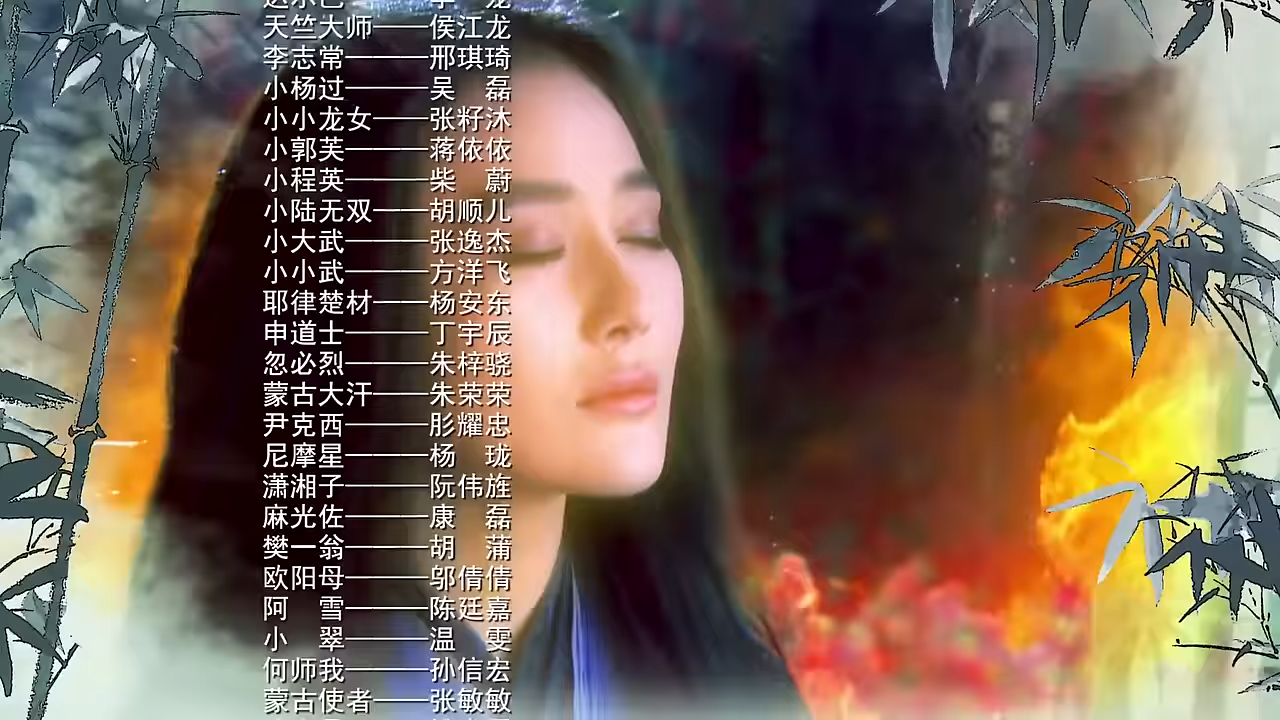 天竺大师——侯江龙
李志常———邢琪琦
小杨过———吴　磊
小小龙女——张籽沐
小郭芙———蒋依依
小程英———柴　蔚
小陆无双——胡顺儿
小大武———张逸杰
小小武———方洋飞
耶律楚材——杨安东
申道士———丁宇辰
忽必烈———朱梓骁
蒙古大汗——朱荣荣
尹克西———肜耀忠
尼摩星———杨　珑
潇湘子———阮伟旌
麻光佐———康　磊
樊一翁———胡　蒲
欧阳母———邬倩倩
阿　雪———陈廷嘉
小　翠———温　雯
何师我———孙信宏
蒙古使者——张敏敏